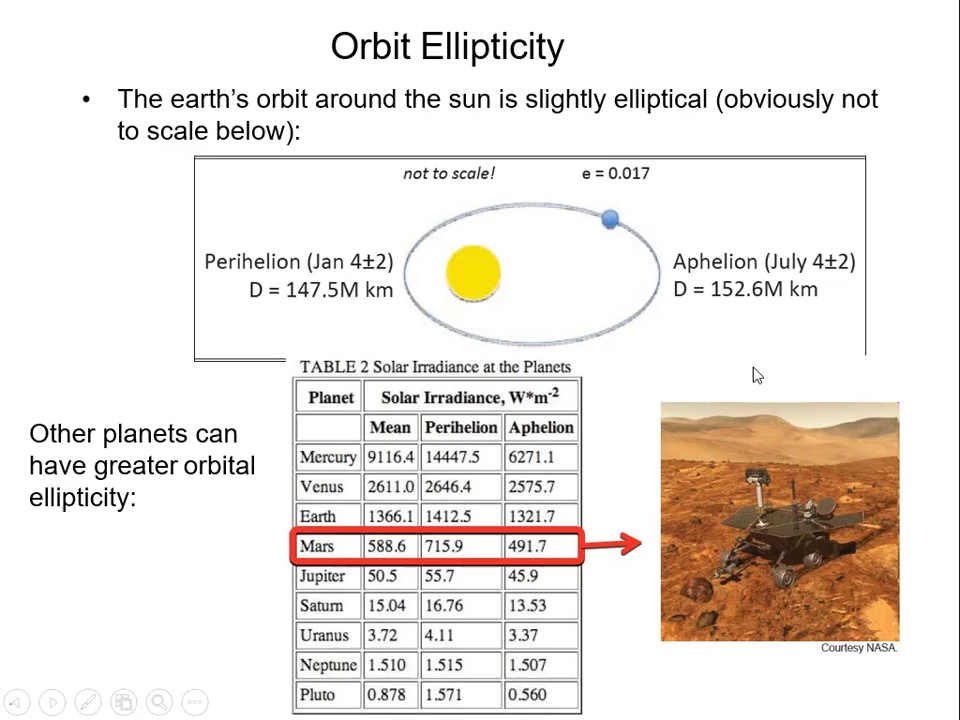 Orbit Ellipticity
• The earth's orbit around the sun is slightly elliptical (obviously not
to scale below):
not to scale! e = 0.017
Perihelion (Jan 4±2)
D = 147.5M km
Aphelion (July 4±2)
D = 152.6M km
TABLE 2 Solar Irradiance at the Planets
Planet Solar Irradiance, W*m-2
Mean Perihelion Aphelion
Mercury 9116.4 14447.5 6271.1
Venus 2611.0 2646.4 2575.7
Earth 1366.1 1412.5 1321.7
Mars 588.6 715.9 491.7
Jupiter 50.5 55.7 45.9
Saturn 15.04 16.76 13.53
Uranus 3.72 4.11 3.37
Neptune 1.510 1.515 1.507
Pluto 0.878 1.571 0.560
Other planets can
have greater orbital
ellipticity:
Courtesy NASA.